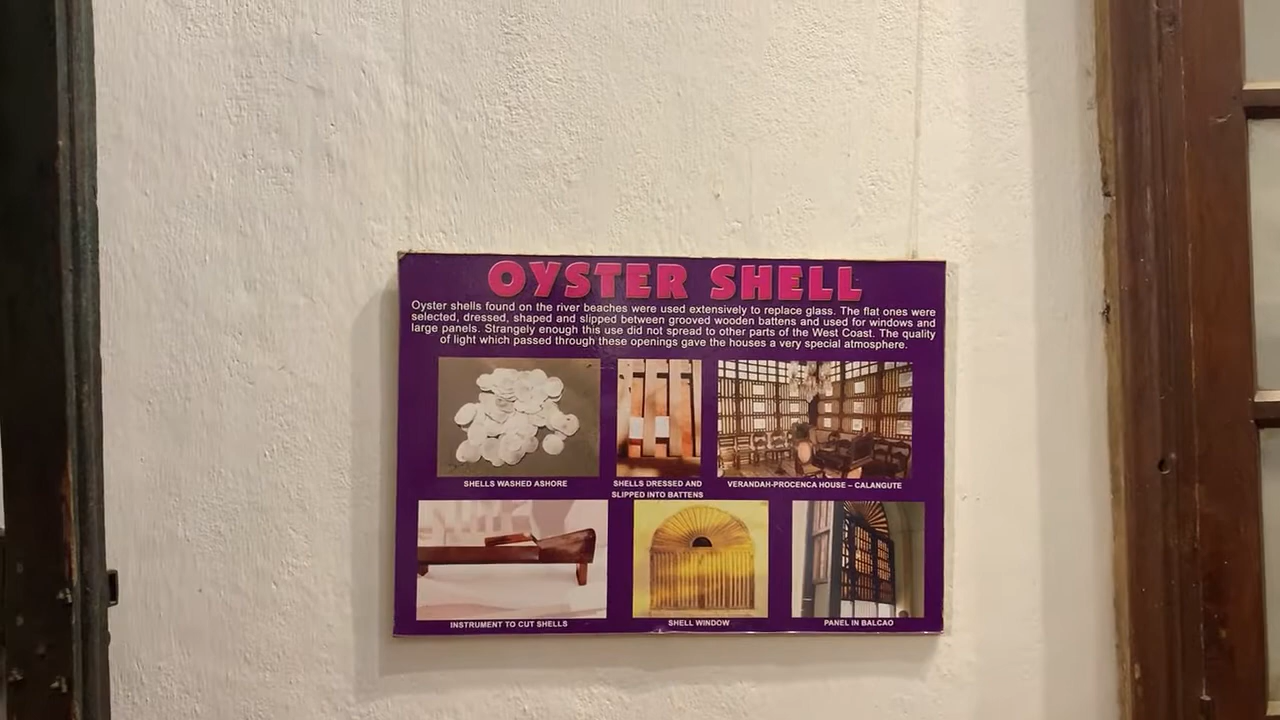 OYSTER SHELL
Oyster shells found on the river beaches were used extensively to replace glass. The flat ones were
selected, dressed, shaped and slipped between grooved wooden battens and used for windows and
large panels. Strangely enough this use did not spread to other parts of the West Coast. The quality
of light which passed through these openings gave the houses a very special atmosphere.
SHELLS WASHED ASHORE
SHELLS DRESSED AND
SLIPPED INTO BATTENS
VERANDAH-PROCENCA HOUSE – CALANGUTE
INSTRUMENT TO CUT SHELLS
SHELL WINDOW
PANEL IN BALCAO